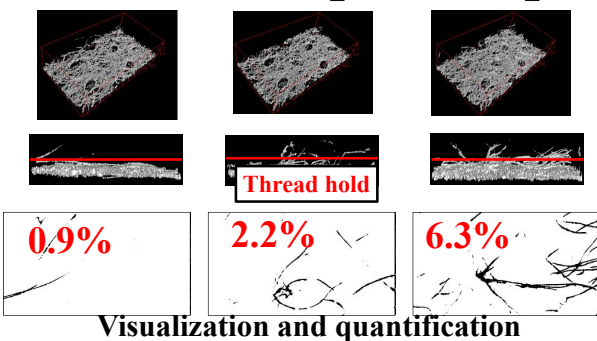 Thread hold
0.9%
2.2%
6.3%
Visualization and quantification